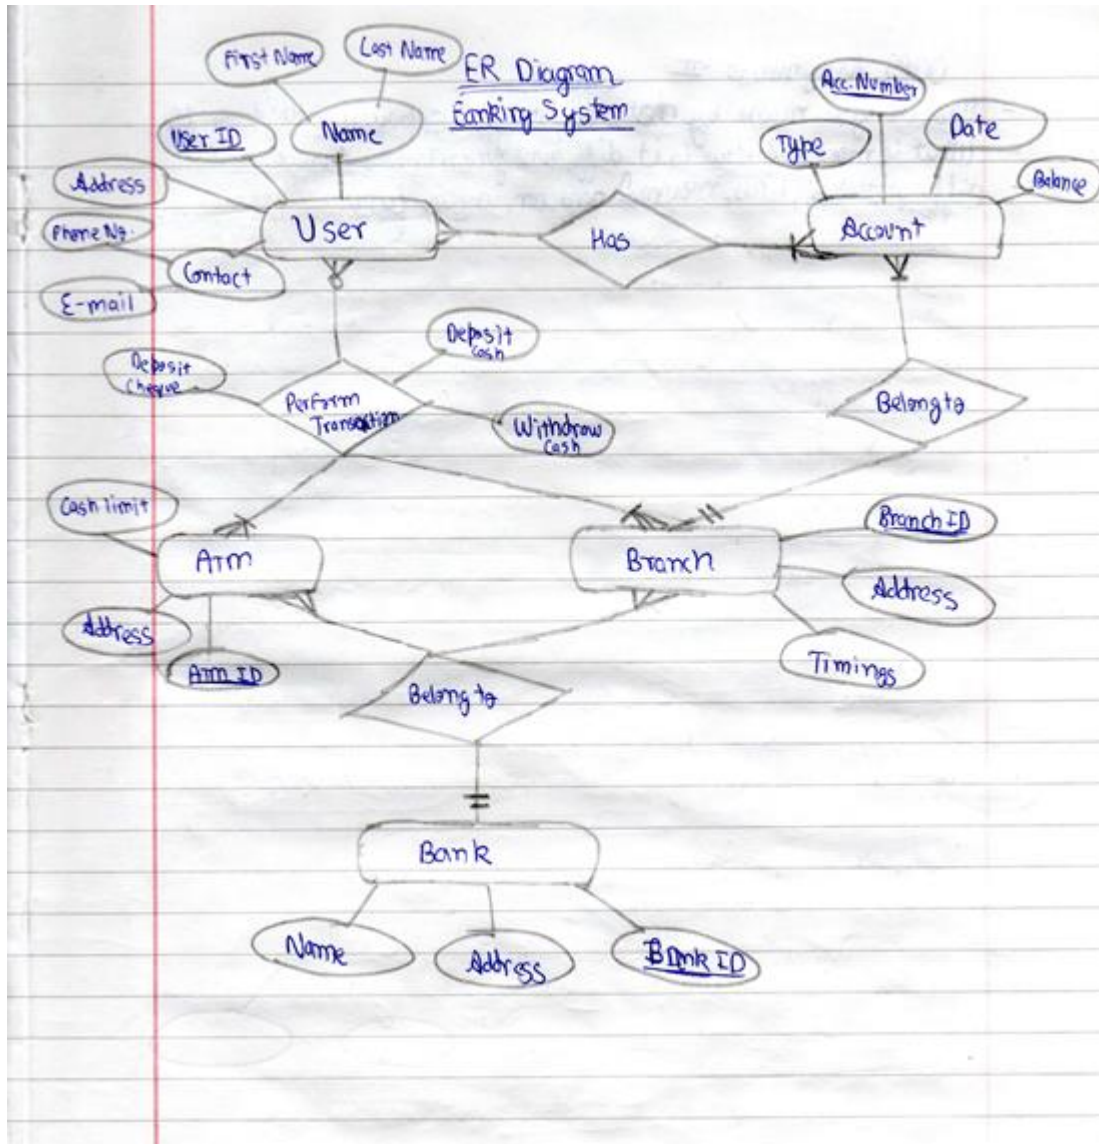 ER Diagram
Banking System
First Name
Last Name
User ID
Name
Address
Phone No.
Contact
E-mail
User
Has
Acc. Number
Type
Date
Balance
Account
Deposit
Cheque
Deposit
Cash
Perform
Transaction
Withdraw
Cash
Belong to
Cash limit
ATM
Address
ATM ID
Branch
Branch ID
Address
Timings
Belong to
Bank
Name
Address
Bank ID